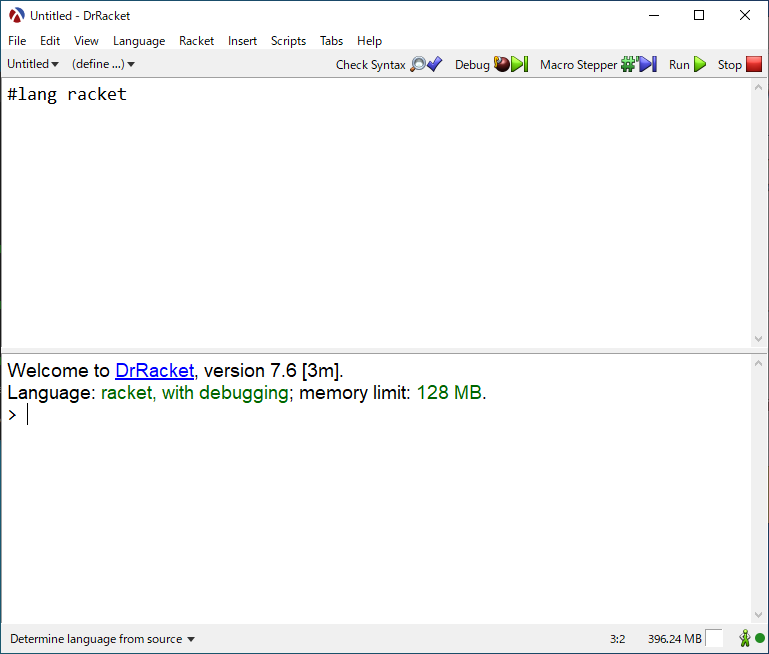 Untitled - DrRacket
File Edit View Language Racket Insert Scripts Tabs Help
Untitled (define ...) Check Syntax Debug Macro Stepper Run Stop
#lang racket
Welcome to DrRacket, version 7.6 [3m].
Language: racket, with debugging; memory limit: 128 MB.
>
Determine language from source 3:2 396.24 MB